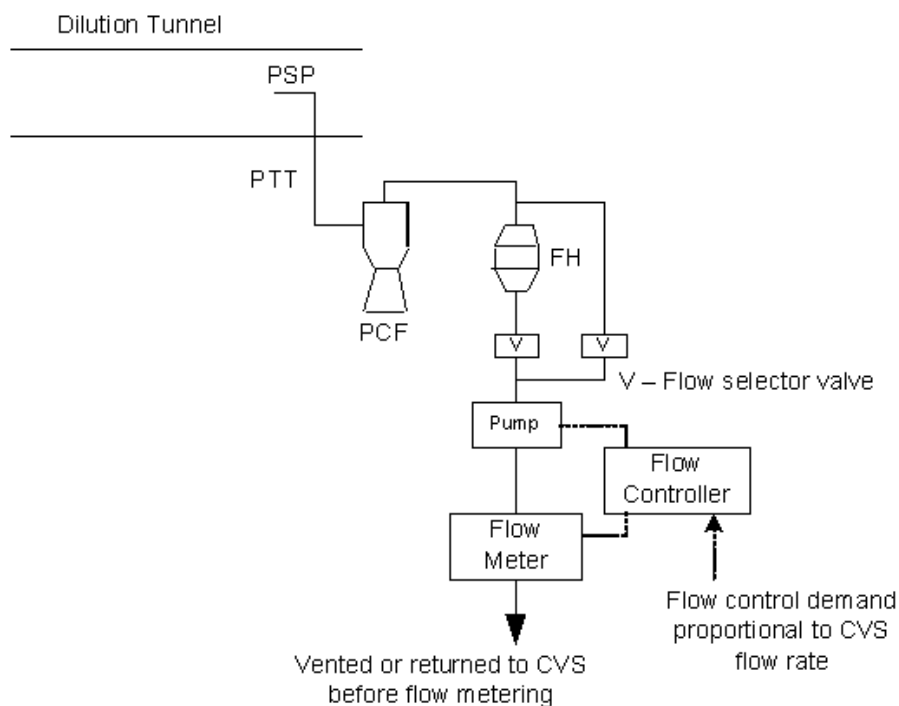 Dilution Tunnel
PSP
PTT
FH
PCF
V
V
V – Flow selector valve
Pump
Flow
Controller
Flow
Meter
Flow control demand
proportional to CVS
flow rate
Vented or returned to CVS
before flow metering